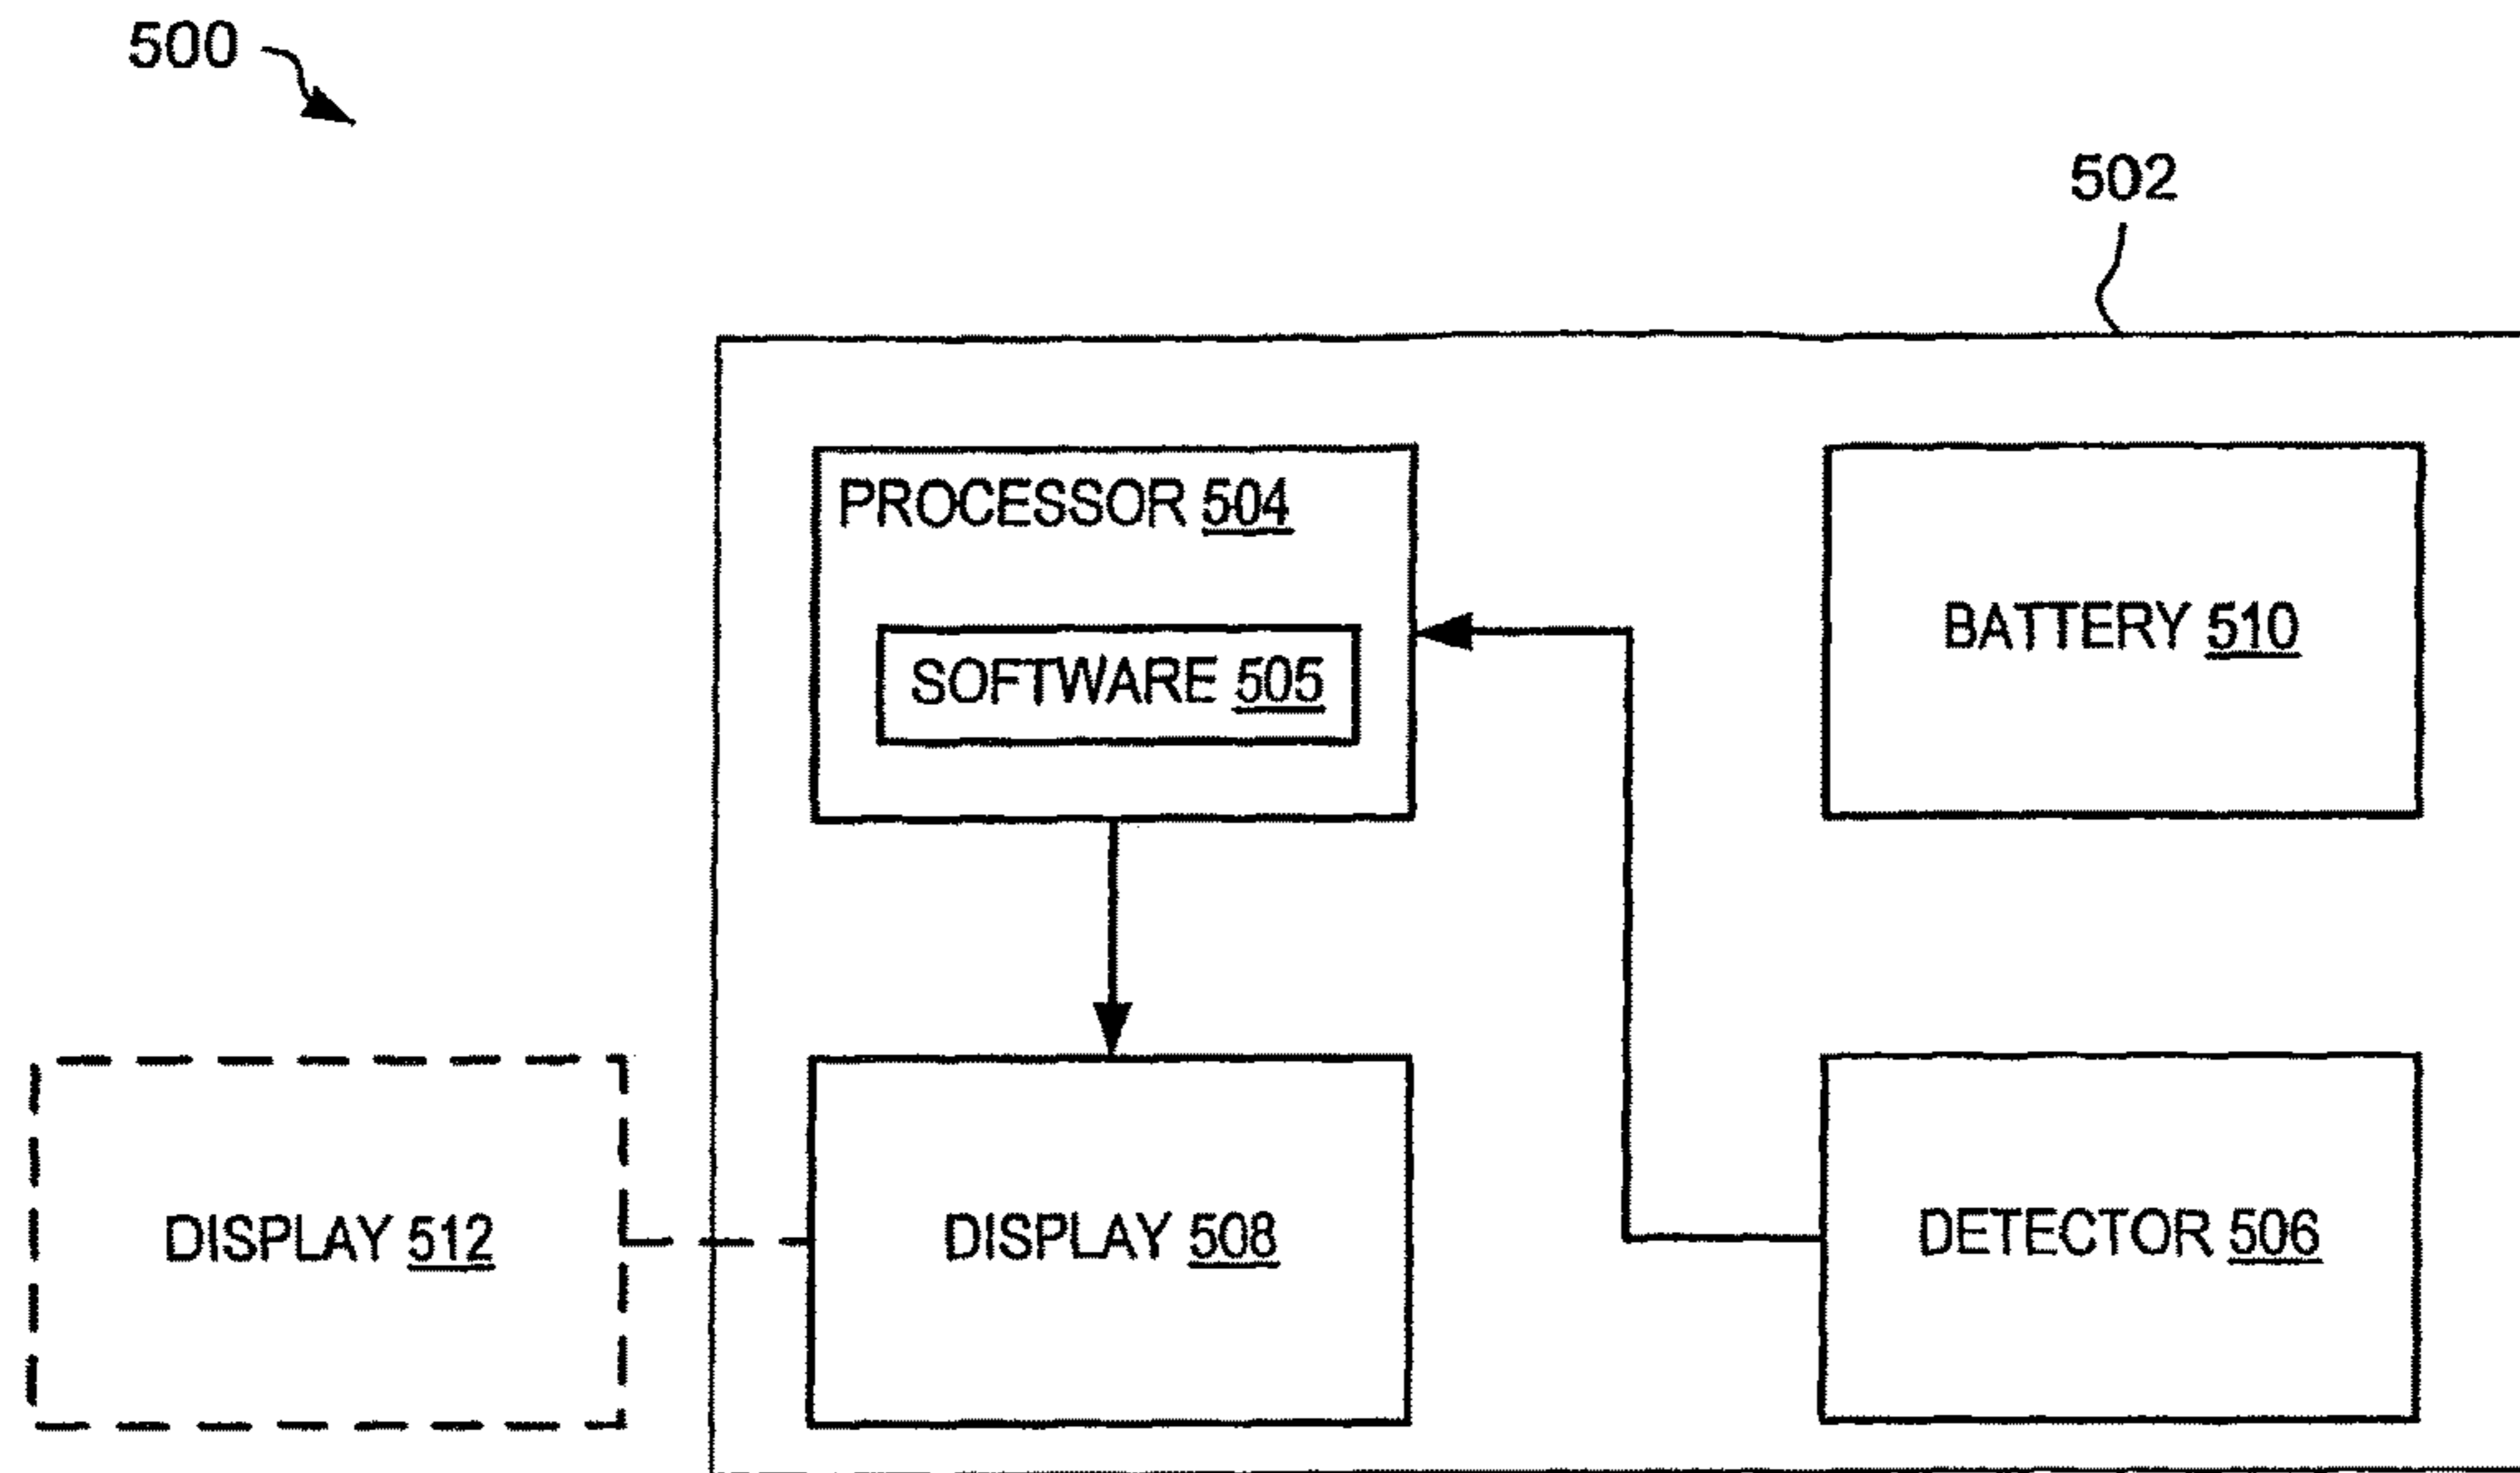 500
502
PROCESSOR 504
SOFTWARE 505
BATTERY 510
DISPLAY 512
DISPLAY 508
DETECTOR 506